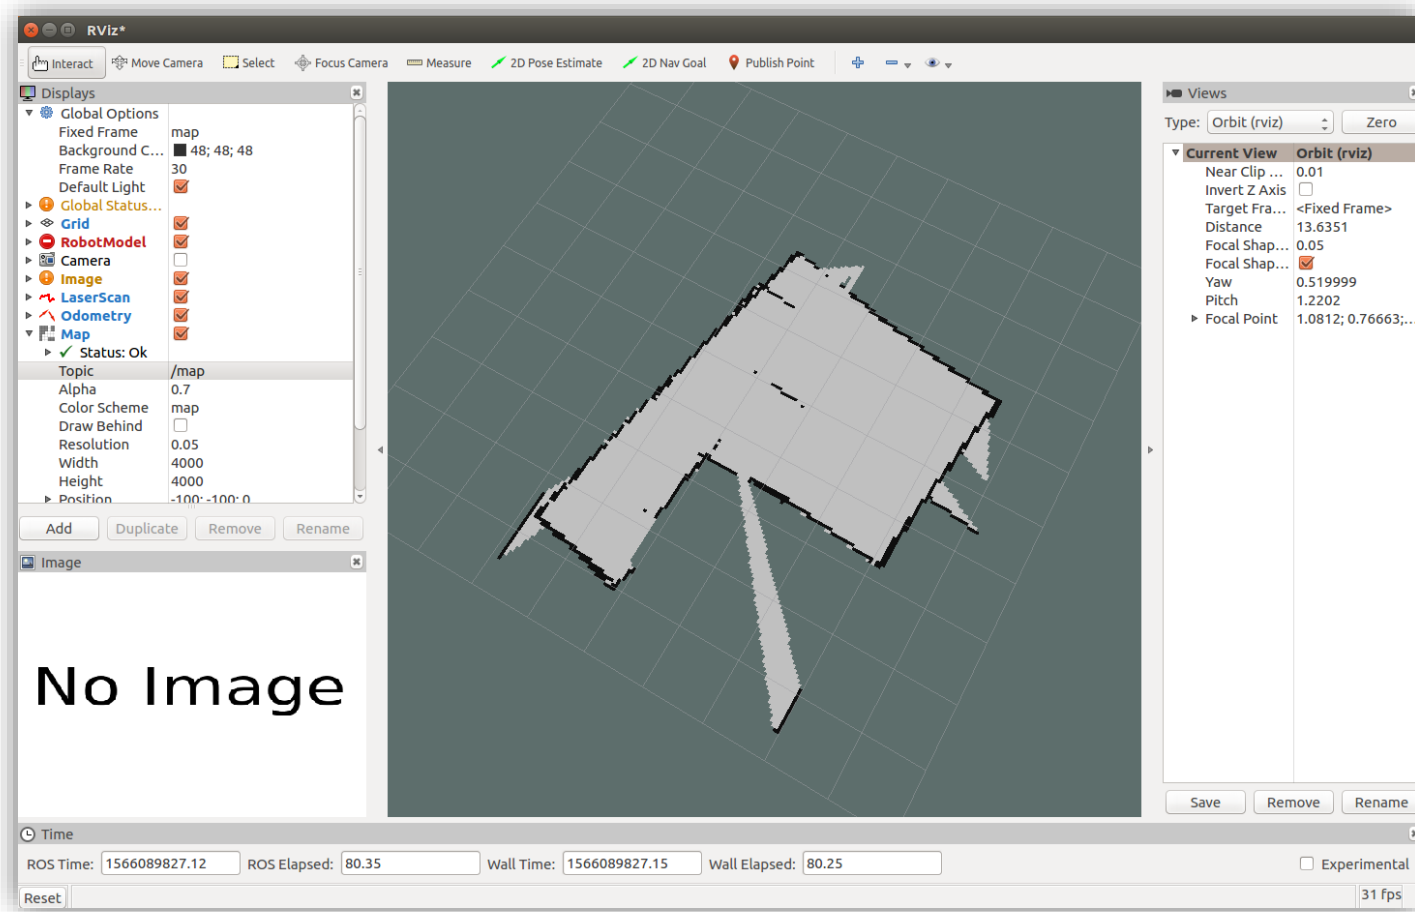 RViz*
Interact Move Camera Select Focus Camera Measure 2D Pose Estimate 2D Nav Goal Publish Point
Displays
Global Options
Fixed Frame map
Background C... 48; 48; 48
Frame Rate 30
Default Light
Global Status...
Grid
RobotModel
Camera
Image
LaserScan
Odometry
Map
Status: Ok
Topic /map
Alpha 0.7
Color Scheme map
Draw Behind
Resolution 0.05
Width 4000
Height 4000
Position -100; -100; 0
Add Duplicate Remove Rename
Image
No Image
Views
Type: Orbit (rviz) Zero
Current View Orbit (rviz)
Near Clip ... 0.01
Invert Z Axis
Target Fra... <Fixed Frame>
Distance 13.6351
Focal Shap... 0.05
Focal Shap...
Yaw 0.519999
Pitch 1.2202
Focal Point 1.0812; 0.76663;...
Save Remove Rename
Time
ROS Time: 1566089827.12 ROS Elapsed: 80.35 Wall Time: 1566089827.15 Wall Elapsed: 80.25 Experimental
Reset 31 fps